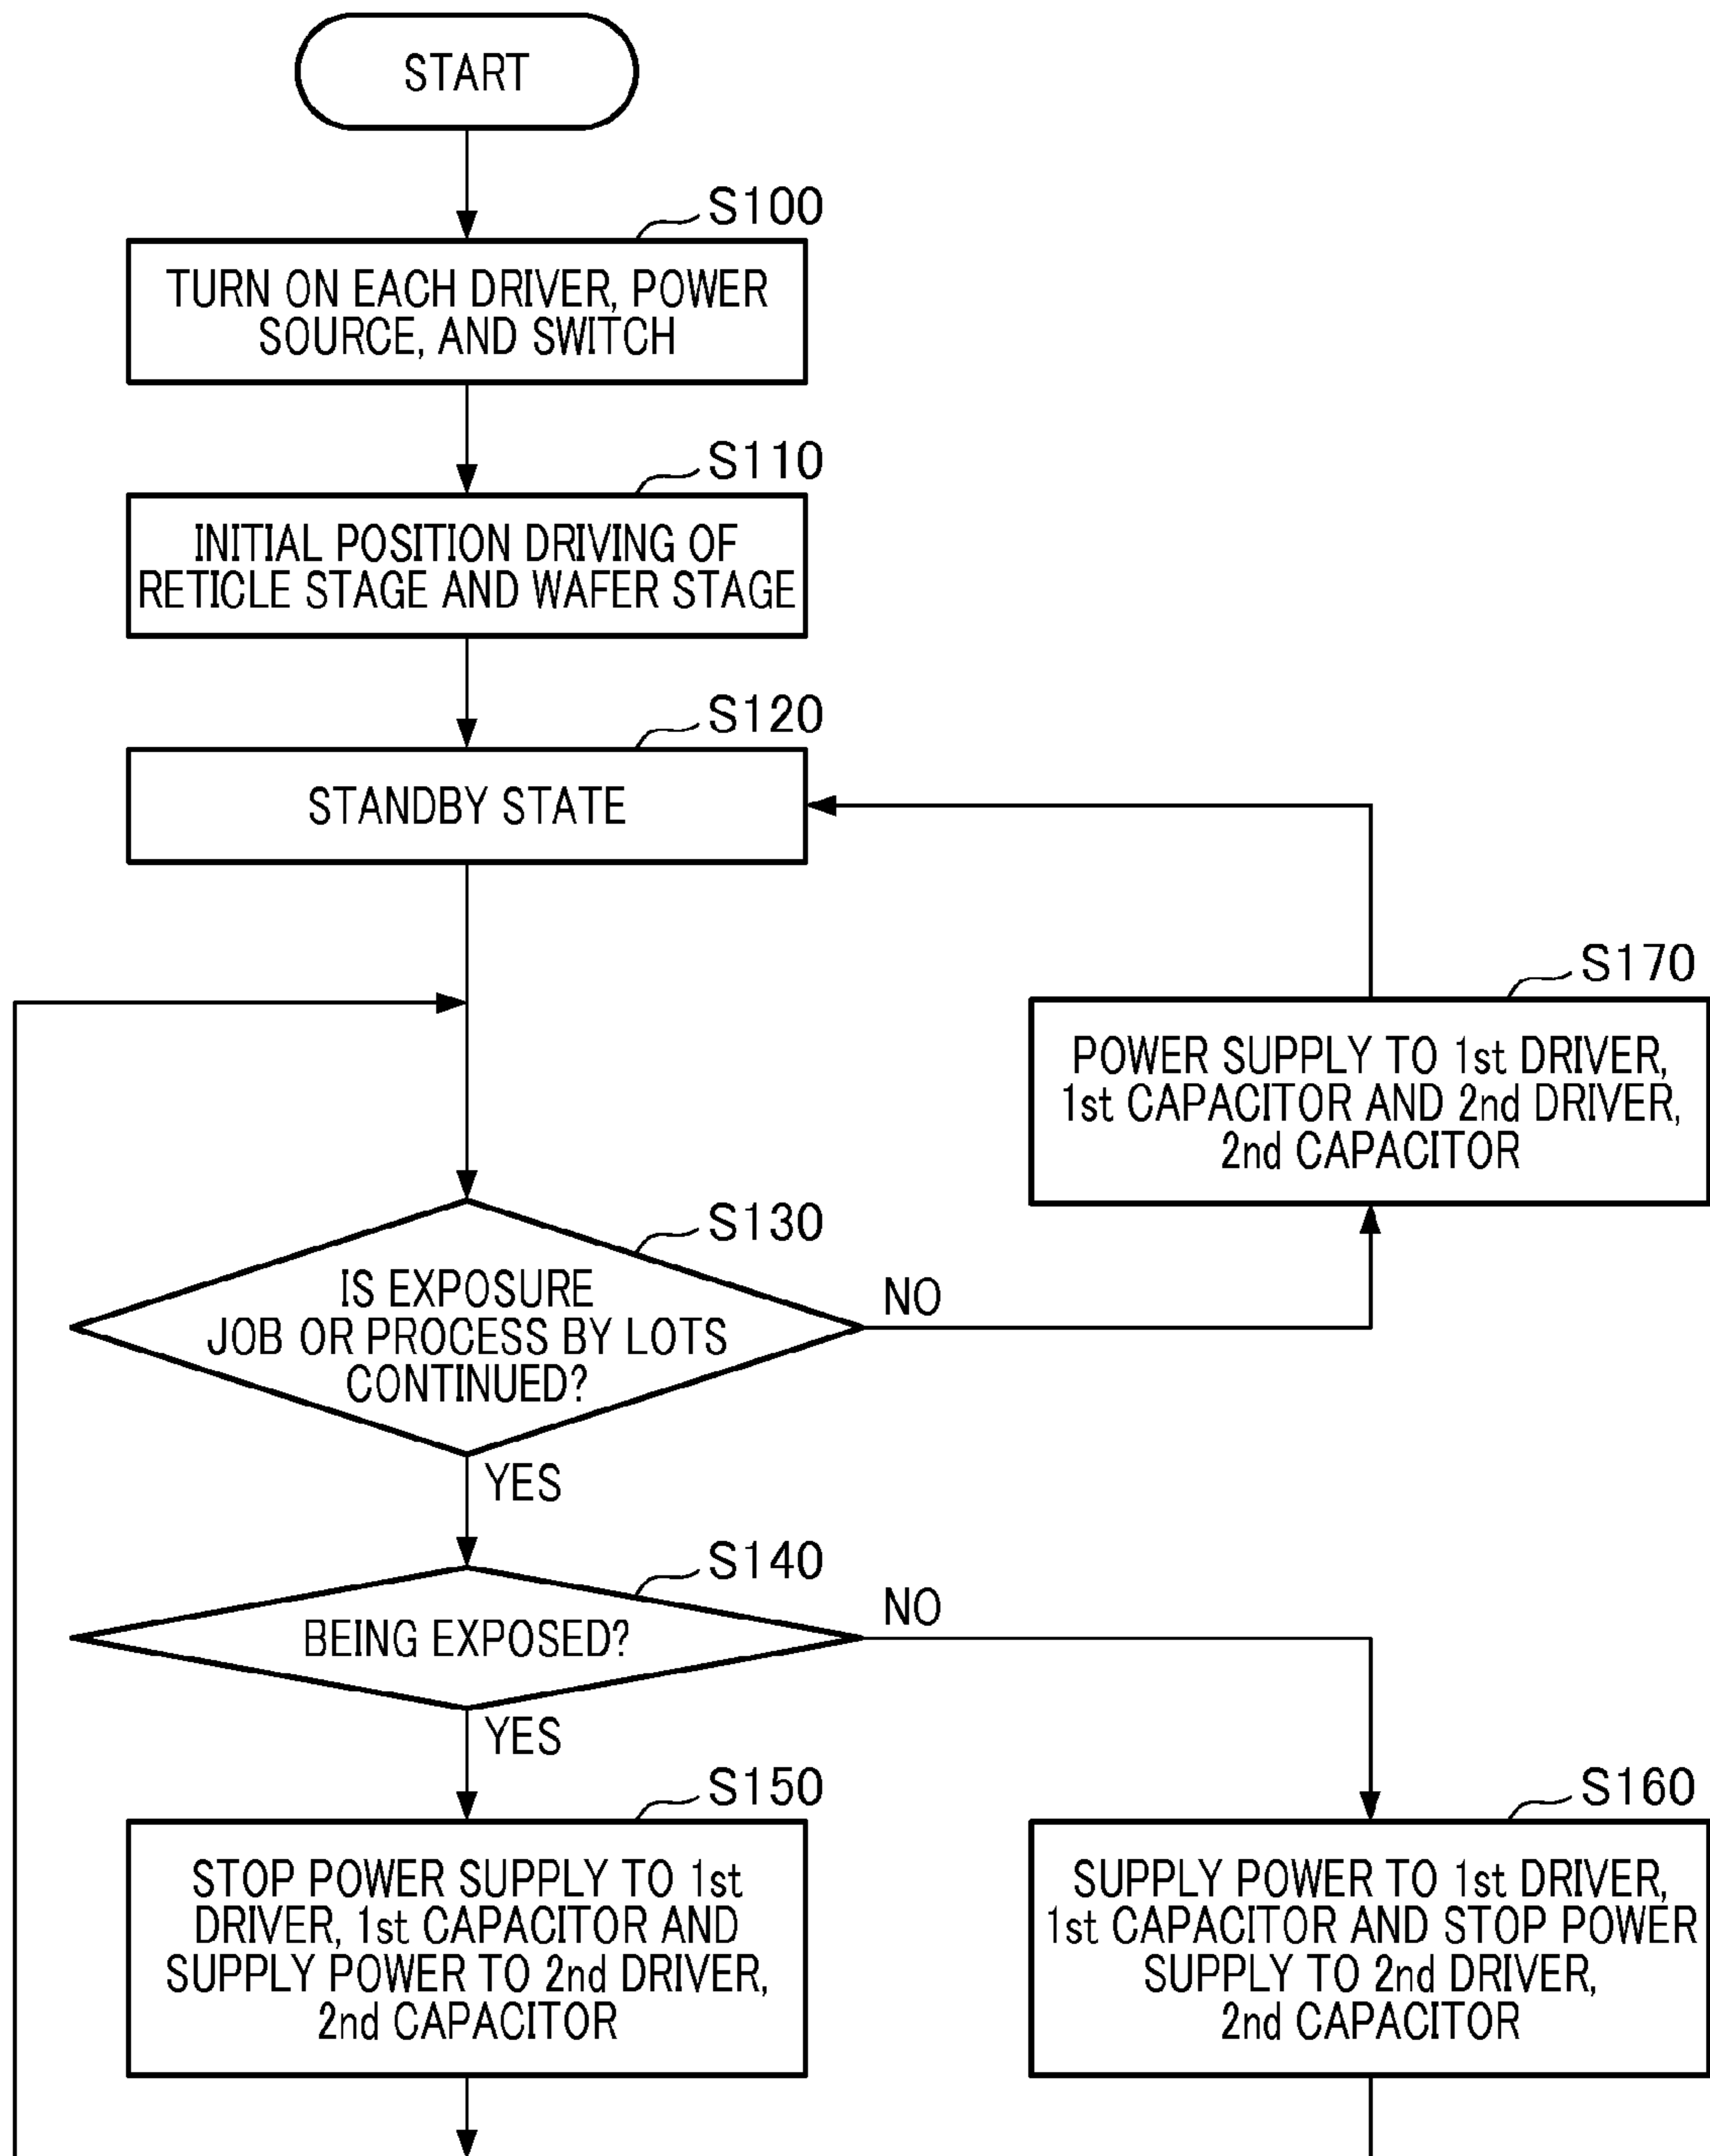 START
S100
TURN ON EACH DRIVER, POWER
SOURCE, AND SWITCH
S110
INITIAL POSITION DRIVING OF
RETICLE STAGE AND WAFER STAGE
S120
STANDBY STATE
S170
POWER SUPPLY TO 1st DRIVER,
1st CAPACITOR AND 2nd DRIVER,
2nd CAPACITOR
S130
IS EXPOSURE
JOB OR PROCESS BY LOTS
CONTINUED?
NO
YES
S140
BEING EXPOSED?
NO
YES
S150
STOP POWER SUPPLY TO 1st
DRIVER, 1st CAPACITOR AND
SUPPLY POWER TO 2nd DRIVER,
2nd CAPACITOR
S160
SUPPLY POWER TO 1st DRIVER,
1st CAPACITOR AND STOP POWER
SUPPLY TO 2nd DRIVER,
2nd CAPACITOR